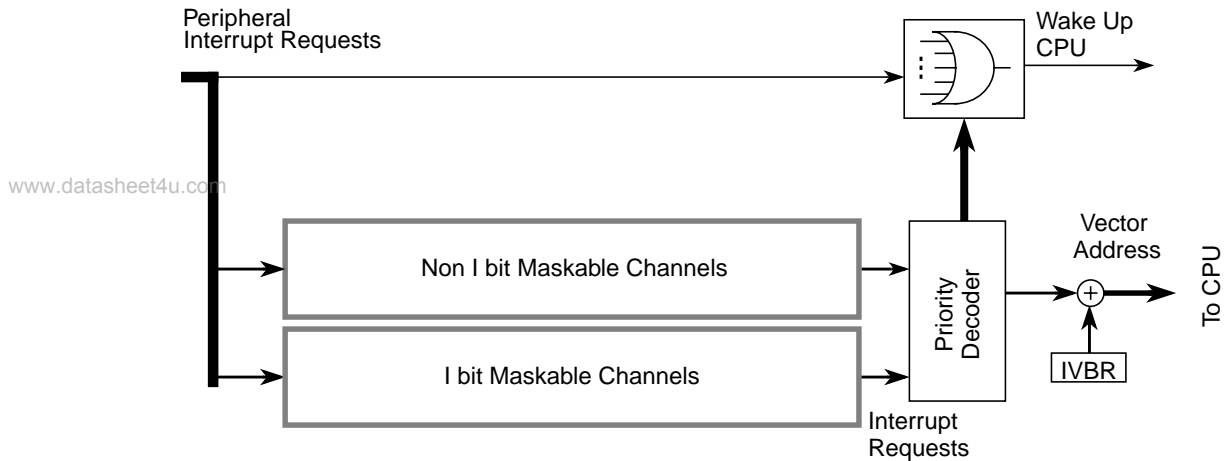 Peripheral
Interrupt Requests
Wake Up
CPU
www.datasheet4u.com
Non I bit Maskable Channels
I bit Maskable Channels
Priority
Decoder
Vector
Address
To CPU
+
IVBR
Interrupt
Requests